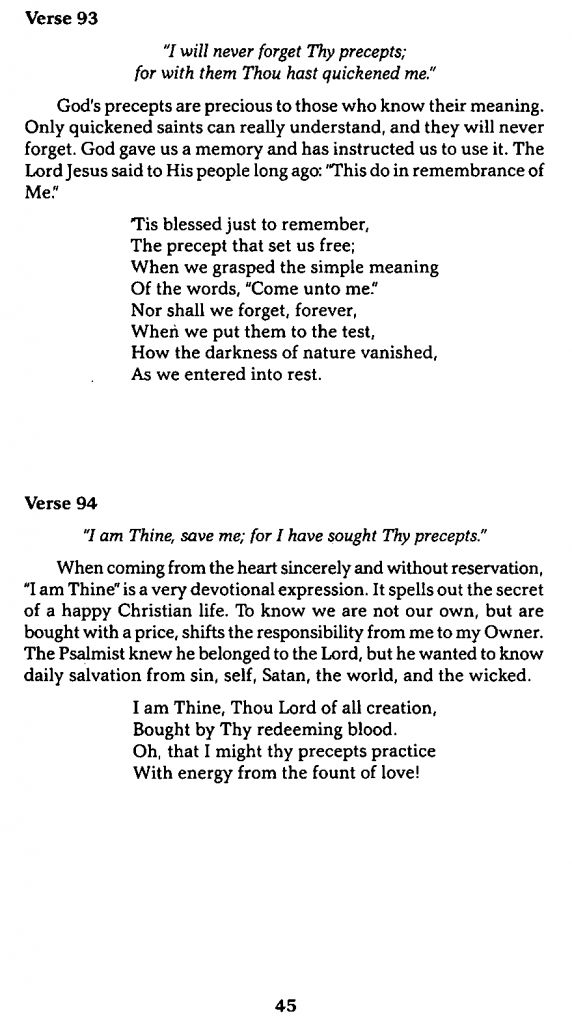 Verse 93
"I will never forget Thy precepts;
for with them Thou hast quickened me."
God's precepts are precious to those who know their meaning.
Only quickened saints can really understand, and they will never
forget. God gave us a memory and has instructed us to use it. The
Lord Jesus said to His people long ago: "This do in remembrance of
Me."
'Tis blessed just to remember,
The precept that set us free;
When we grasped the simple meaning
Of the words, "Come unto me."
Nor shall we forget, forever,
When we put them to the test,
How the darkness of nature vanished,
As we entered into rest.
Verse 94
"I am Thine, save me; for I have sought Thy precepts."
When coming from the heart sincerely and without reservation,
"I am Thine" is a very devotional expression. It spells out the secret
of a happy Christian life. To know we are not our own, but are
bought with a price, shifts the responsibility from me to my Owner.
The Psalmist knew he belonged to the Lord, but he wanted to know
daily salvation from sin, self, Satan, the world, and the wicked.
I am Thine, Thou Lord of all creation,
Bought by Thy redeeming blood.
Oh, that I might thy precepts practice
With energy from the fount of love!
45